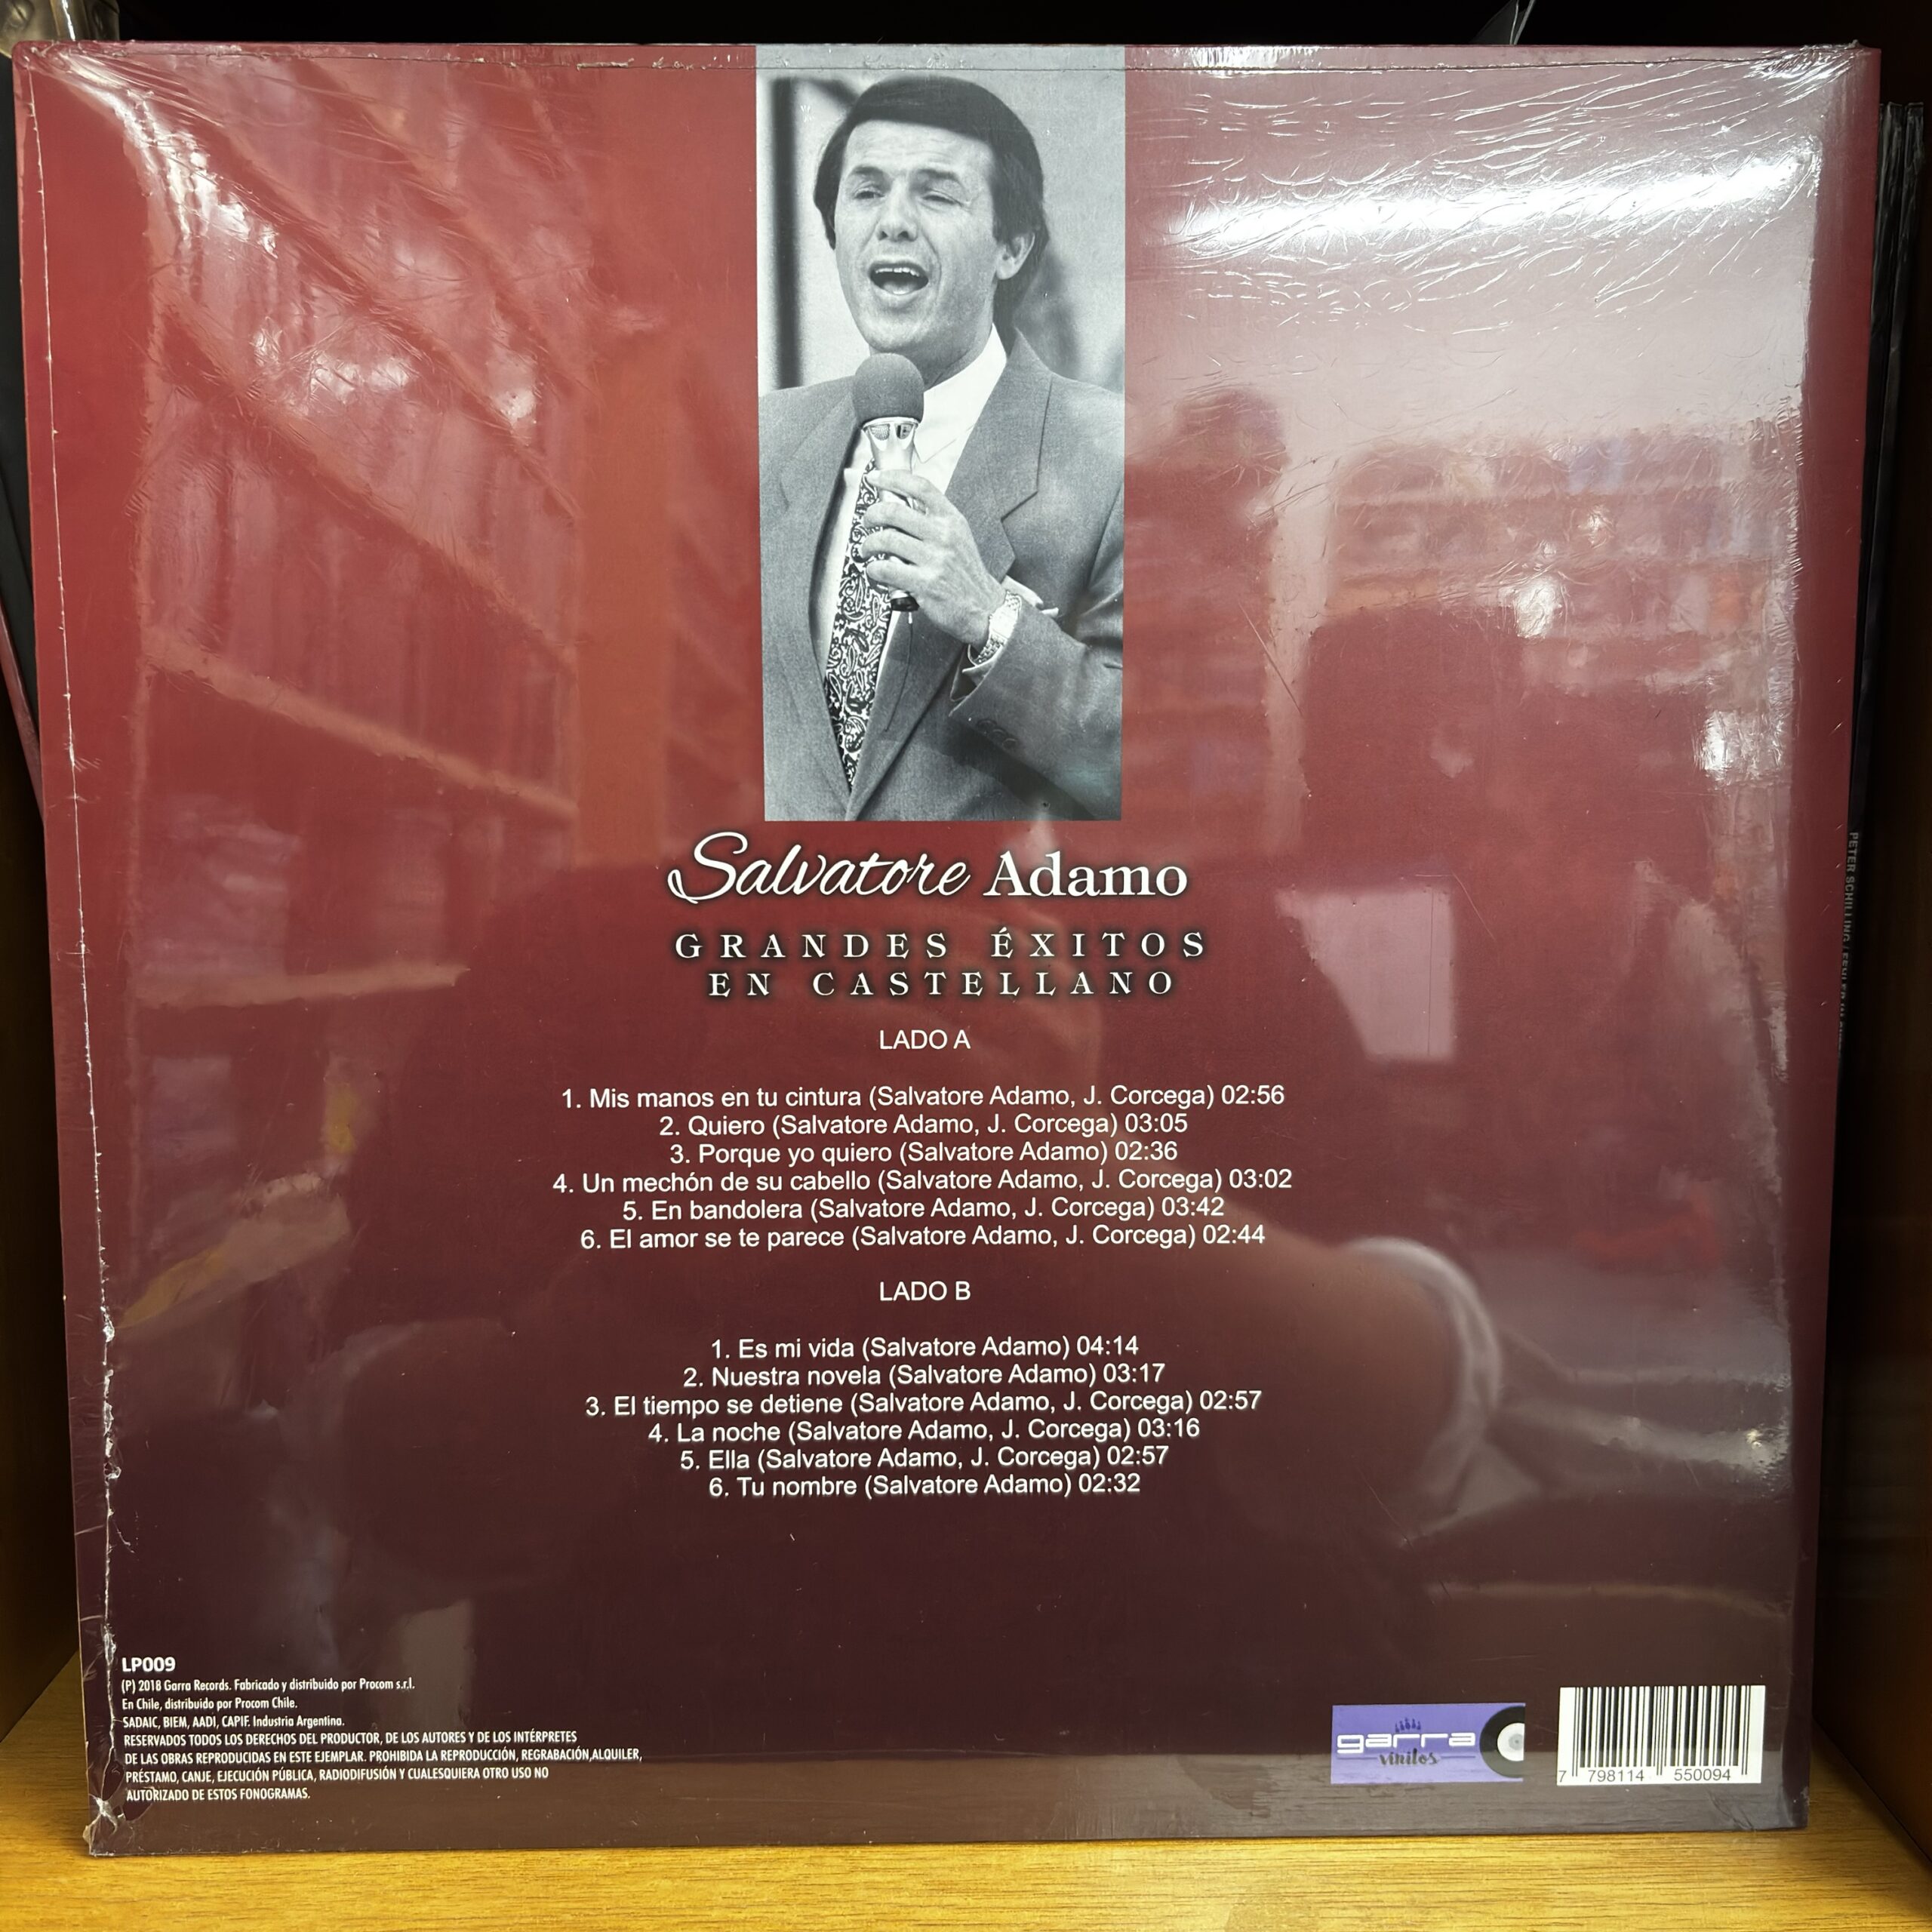 Salvatore Adamo
GRANDES ÉXITOS
EN CASTELLANO
LADO A
1. Mis manos en tu cintura (Salvatore Adamo, J. Corcega) 02:56
2. Quiero (Salvatore Adamo, J. Corcega) 03:05
3. Porque yo quiero (Salvatore Adamo) 02:36
4. Un mechón de su cabello (Salvatore Adamo, J. Corcega) 03:02
5. En bandolera (Salvatore Adamo, J. Corcega) 03:42
6. El amor se te parece (Salvatore Adamo, J. Corcega) 02:44
LADO B
1. Es mi vida (Salvatore Adamo) 04:14
2. Nuestra novela (Salvatore Adamo) 03:17
3. El tiempo se detiene (Salvatore Adamo, J. Corcega) 02:57
4. La noche (Salvatore Adamo, J. Corcega) 03:16
5. Ella (Salvatore Adamo, J. Corcega) 02:57
6. Tu nombre (Salvatore Adamo) 02:32
LP009
(P) 2018 Garra Records. Fabricado y distribuido por Procom s.r.l.
En Chile, distribuido por Procom Chile.
SADAIC, BIEM, AADI, CAPIF. Industria Argentina.
RESERVADOS TODOS LOS DERECHOS DEL PRODUCTOR, DE LOS AUTORES Y DE LOS INTÉRPRETES
DE LAS OBRAS REPRODUCIDAS EN ESTE EJEMPLAR. PROHIBIDA LA REPRODUCCIÓN, REGRABACIÓN,ALQUILER,
PRÉSTAMO, CANJE, EJECUCIÓN PÚBLICA, RADIODIFUSIÓN Y CUALESQUIERA OTRO USO NO
AUTORIZADO DE ESTOS FONOGRAMAS.
garra
vinilos
7 798114 550094
PETER SCHILLING /